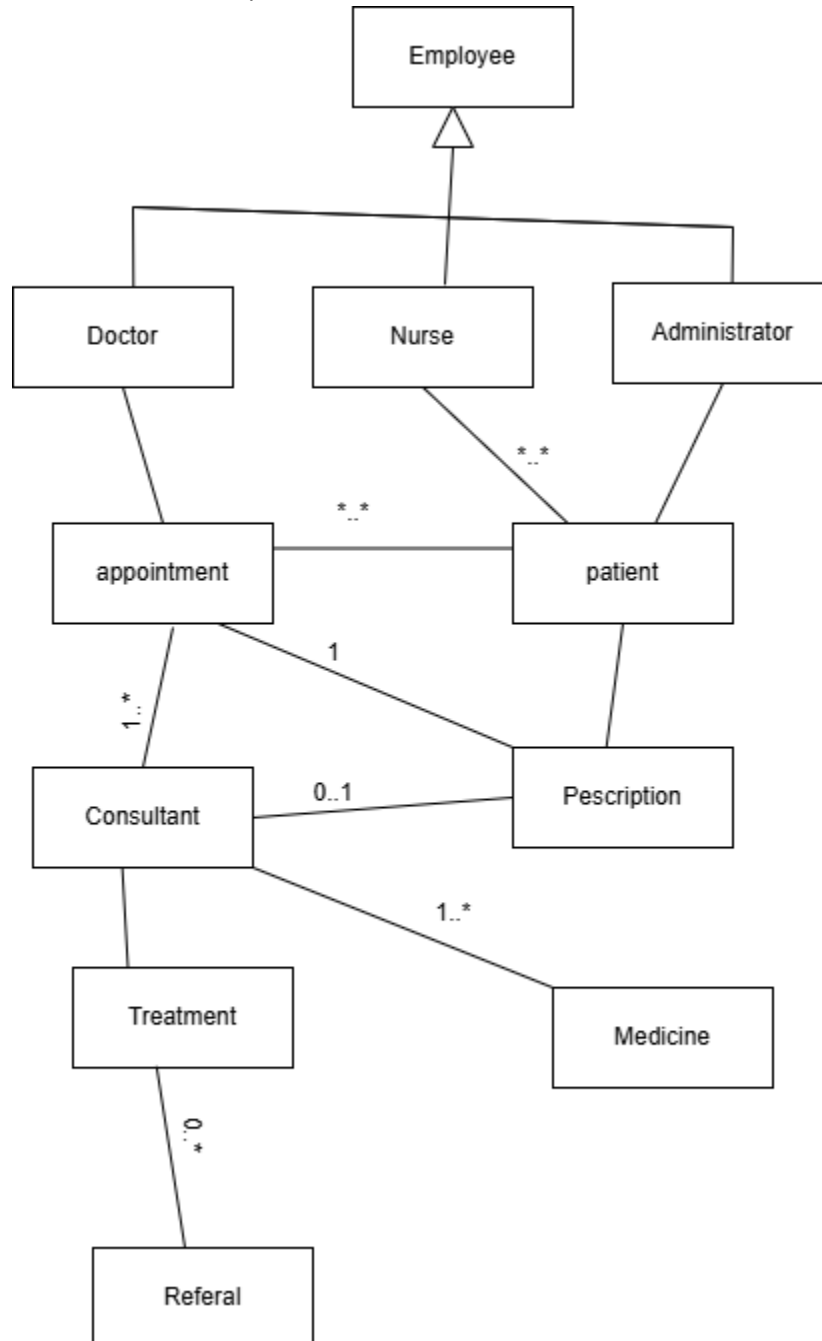 Employee
Doctor
Nurse
Administrator
*..*
*..*
appointment
patient
1
1..*
0..1
Consultant
Pescription
1..*
Treatment
Medicine
0..*
Referal